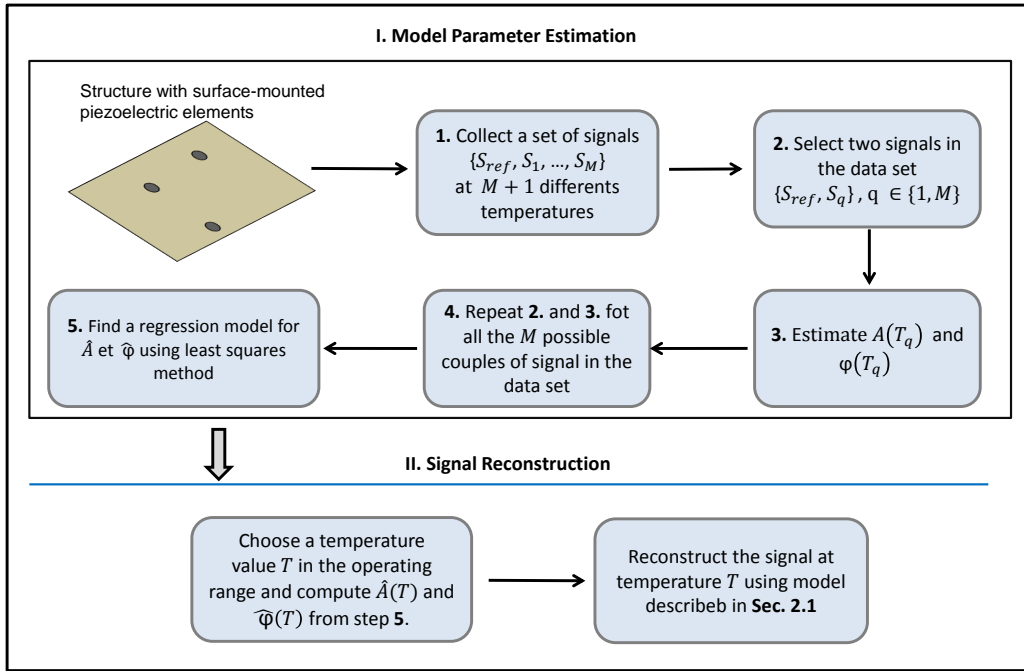 I. Model Parameter Estimation
Structure with surface-mounted
piezoelectric elements
1. Collect a set of signals
{S_ref, S_1, ..., S_M}
at M + 1 differents
temperatures
2. Select two signals in
the data set
{S_ref, S_q} , q ∈ {1, M}
3. Estimate A(T_q) and
φ(T_q)
4. Repeat 2. and 3. fot
all the M possible
couples of signal in the
data set
5. Find a regression model for
Â et φ̂ using least squares
method
II. Signal Reconstruction
Choose a temperature
value T in the operating
range and compute Â(T) and
φ̂(T) from step 5.
Reconstruct the signal at
temperature T using model
describeb in Sec. 2.1